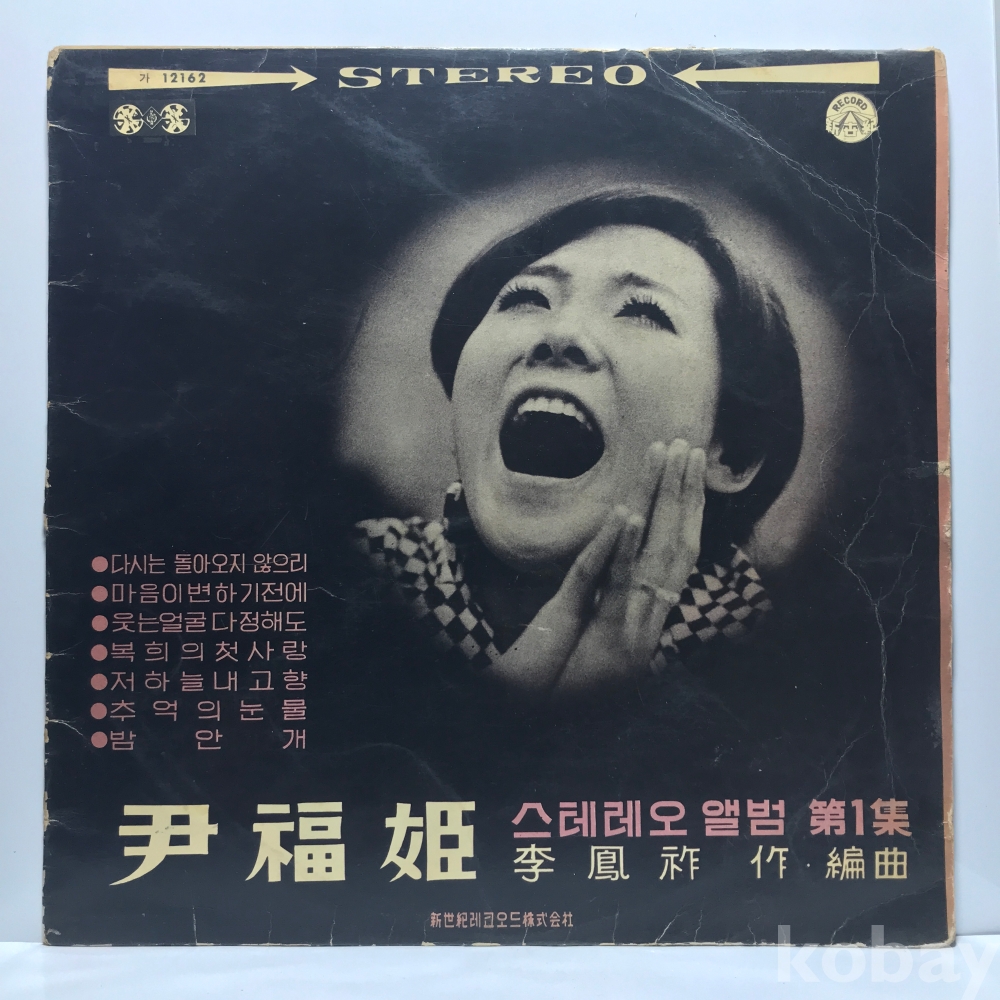 가 12162
STEREO
RECORD
●다시는 돌아오지 않으리
●마음이변하기전에
●웃는얼굴다정해도
●복희의첫사랑
●저하늘내고향
●추억의눈물
●밤안개
尹福姬
스테레오 앨범 第1集
李鳳祚 作·編曲
新世紀레코오드株式会社
kobay